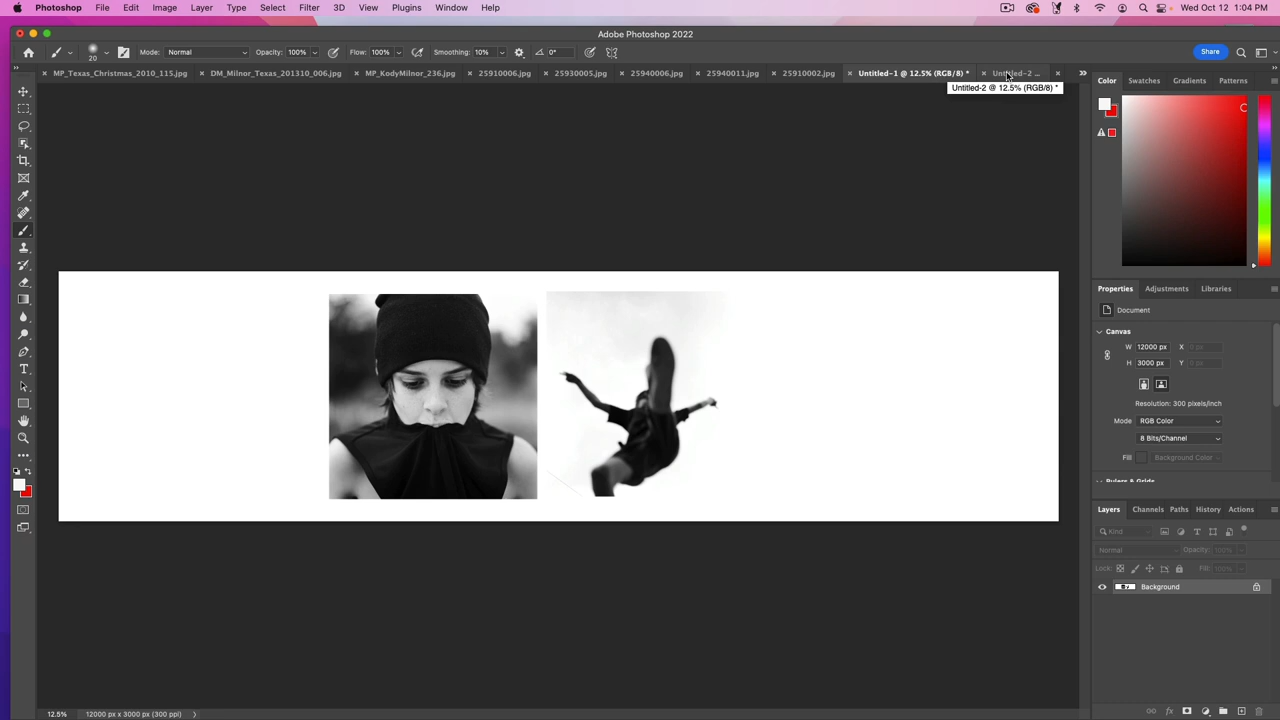 Photoshop File Edit Image Layer Type Select Filter 3D View Plugins Window Help Wed Oct 12 1:04 PM
Adobe Photoshop 2022
20 Mode: Normal Opacity: 100% Flow: 100% Smoothing: 10% 0° Share
MP_Texas_Christmas_2010_115.jpg DM_Milnor_Texas_201310_006.jpg MP_KodyMilnor_236.jpg 25910006.jpg 25930005.jpg 25940006.jpg 25940011.jpg 25910002.jpg Untitled-1 @ 12.5% (RGB/8) * Untitled-2 ...
Untitled-2 @ 12.5% (RGB/8) *
Color Swatches Gradients Patterns
Properties Adjustments Libraries
Document
Canvas
W 12000 px X 0 px
H 3000 px Y 0 px
Resolution: 300 pixels/inch
Mode RGB Color
8 Bits/Channel
Fill Background Color
Rulers & Grids
Layers Channels Paths History Actions
Kind
Normal Opacity: 100%
Lock: Fill: 100%
Background
12.5% 12000 px x 3000 px (300 ppi)